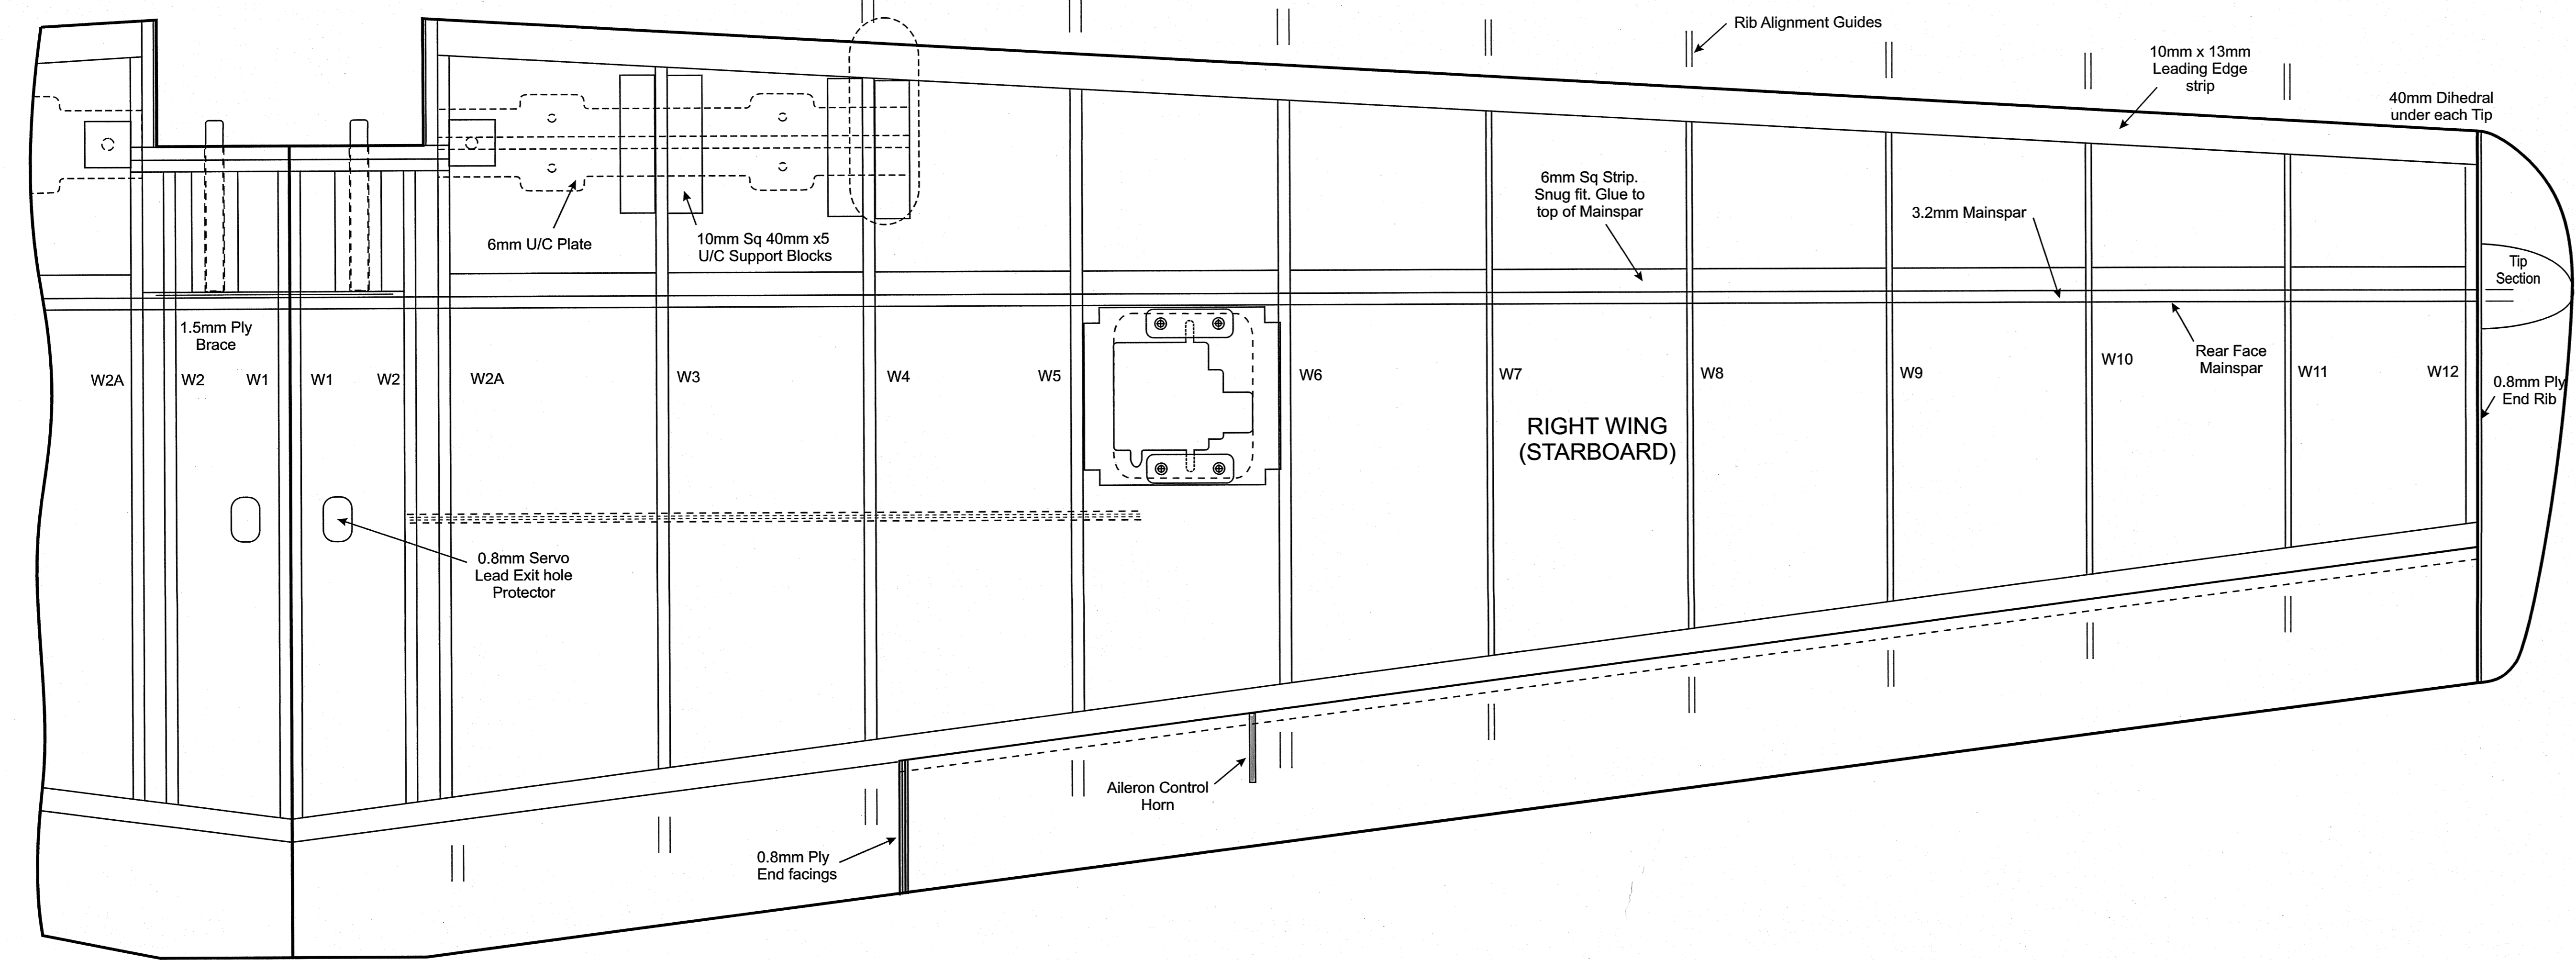 Rib Alignment Guides
10mm x 13mm
Leading Edge
strip
40mm Dihedral
under each Tip
6mm Sq Strip.
Snug fit. Glue to
top of Mainspar
3.2mm Mainspar
6mm U/C Plate
10mm Sq 40mm x5
U/C Support Blocks
Tip
Section
1.5mm Ply
Brace
Rear Face
Mainspar
W2A
W2
W1
W1
W2
W2A
W3
W4
W5
W6
W7
W8
W9
W10
W11
W12
0.8mm Ply
End Rib
RIGHT WING
(STARBOARD)
0.8mm Servo
Lead Exit hole
Protector
Aileron Control
Horn
0.8mm Ply
End facings